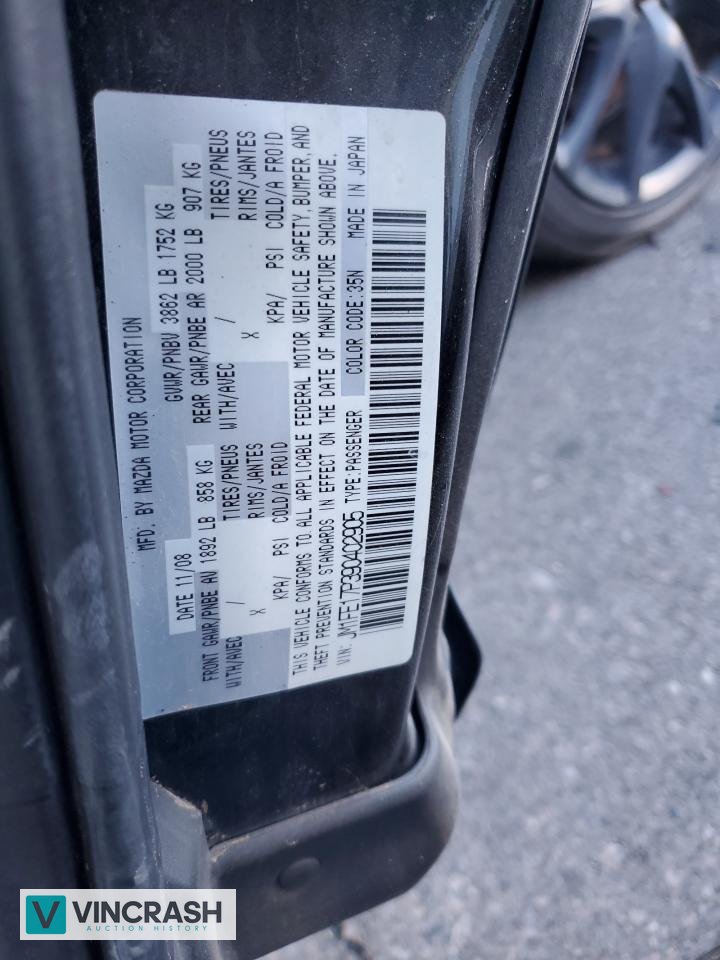 MFD. BY MAZDA MOTOR CORPORATION
DATE 11/08 GVWR/PNBV 3862 LB 1752 KG
FRONT GAWR/PNBE AV 1892 LB 858 KG REAR GAWR/PNBE AR 2000 LB 907 KG
WITH/AVEC / TIRES/PNEUS WITH/AVEC / TIRES/PNEUS
X RIMS/JANTES X RIMS/JANTES
KPA/ PSI COLD/A FROID KPA/ PSI COLD/A FROID
THIS VEHICLE CONFORMS TO ALL APPLICABLE FEDERAL MOTOR VEHICLE SAFETY, BUMPER, AND
THEFT PREVENTION STANDARDS IN EFFECT ON THE DATE OF MANUFACTURE SHOWN ABOVE.
VIN: JM1FE17P390402905 TYPE:PASSENGER COLOR CODE:35N MADE IN JAPAN
V VINCRASH
AUCTION HISTORY